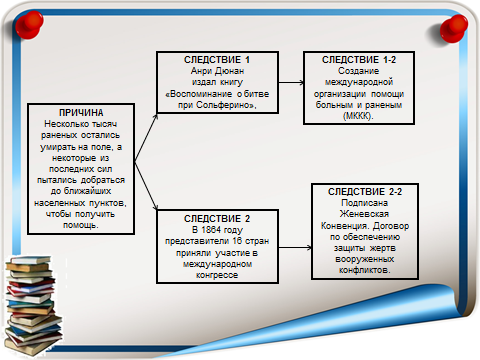 ПРИЧИНА
Несколько тысяч
раненых остались
умирать на поле, а
некоторые из
последних сил
пытались добраться
до ближайших
населенных пунктов,
чтобы получить
помощь.
СЛЕДСТВИЕ 1
Анри Дюнан
издал книгу
«Воспоминание о битве
при Сольферино»,
СЛЕДСТВИЕ 1-2
Создание
международной
организации помощи
больным и раненым
(МККК).
СЛЕДСТВИЕ 2
В 1864 году
представители 16 стран
приняли участие в
международном
конгрессе
СЛЕДСТВИЕ 2-2
Подписана
Женевская
Конвенция. Договор
по обеспечению
защиты жертв
вооруженных
конфликтов.